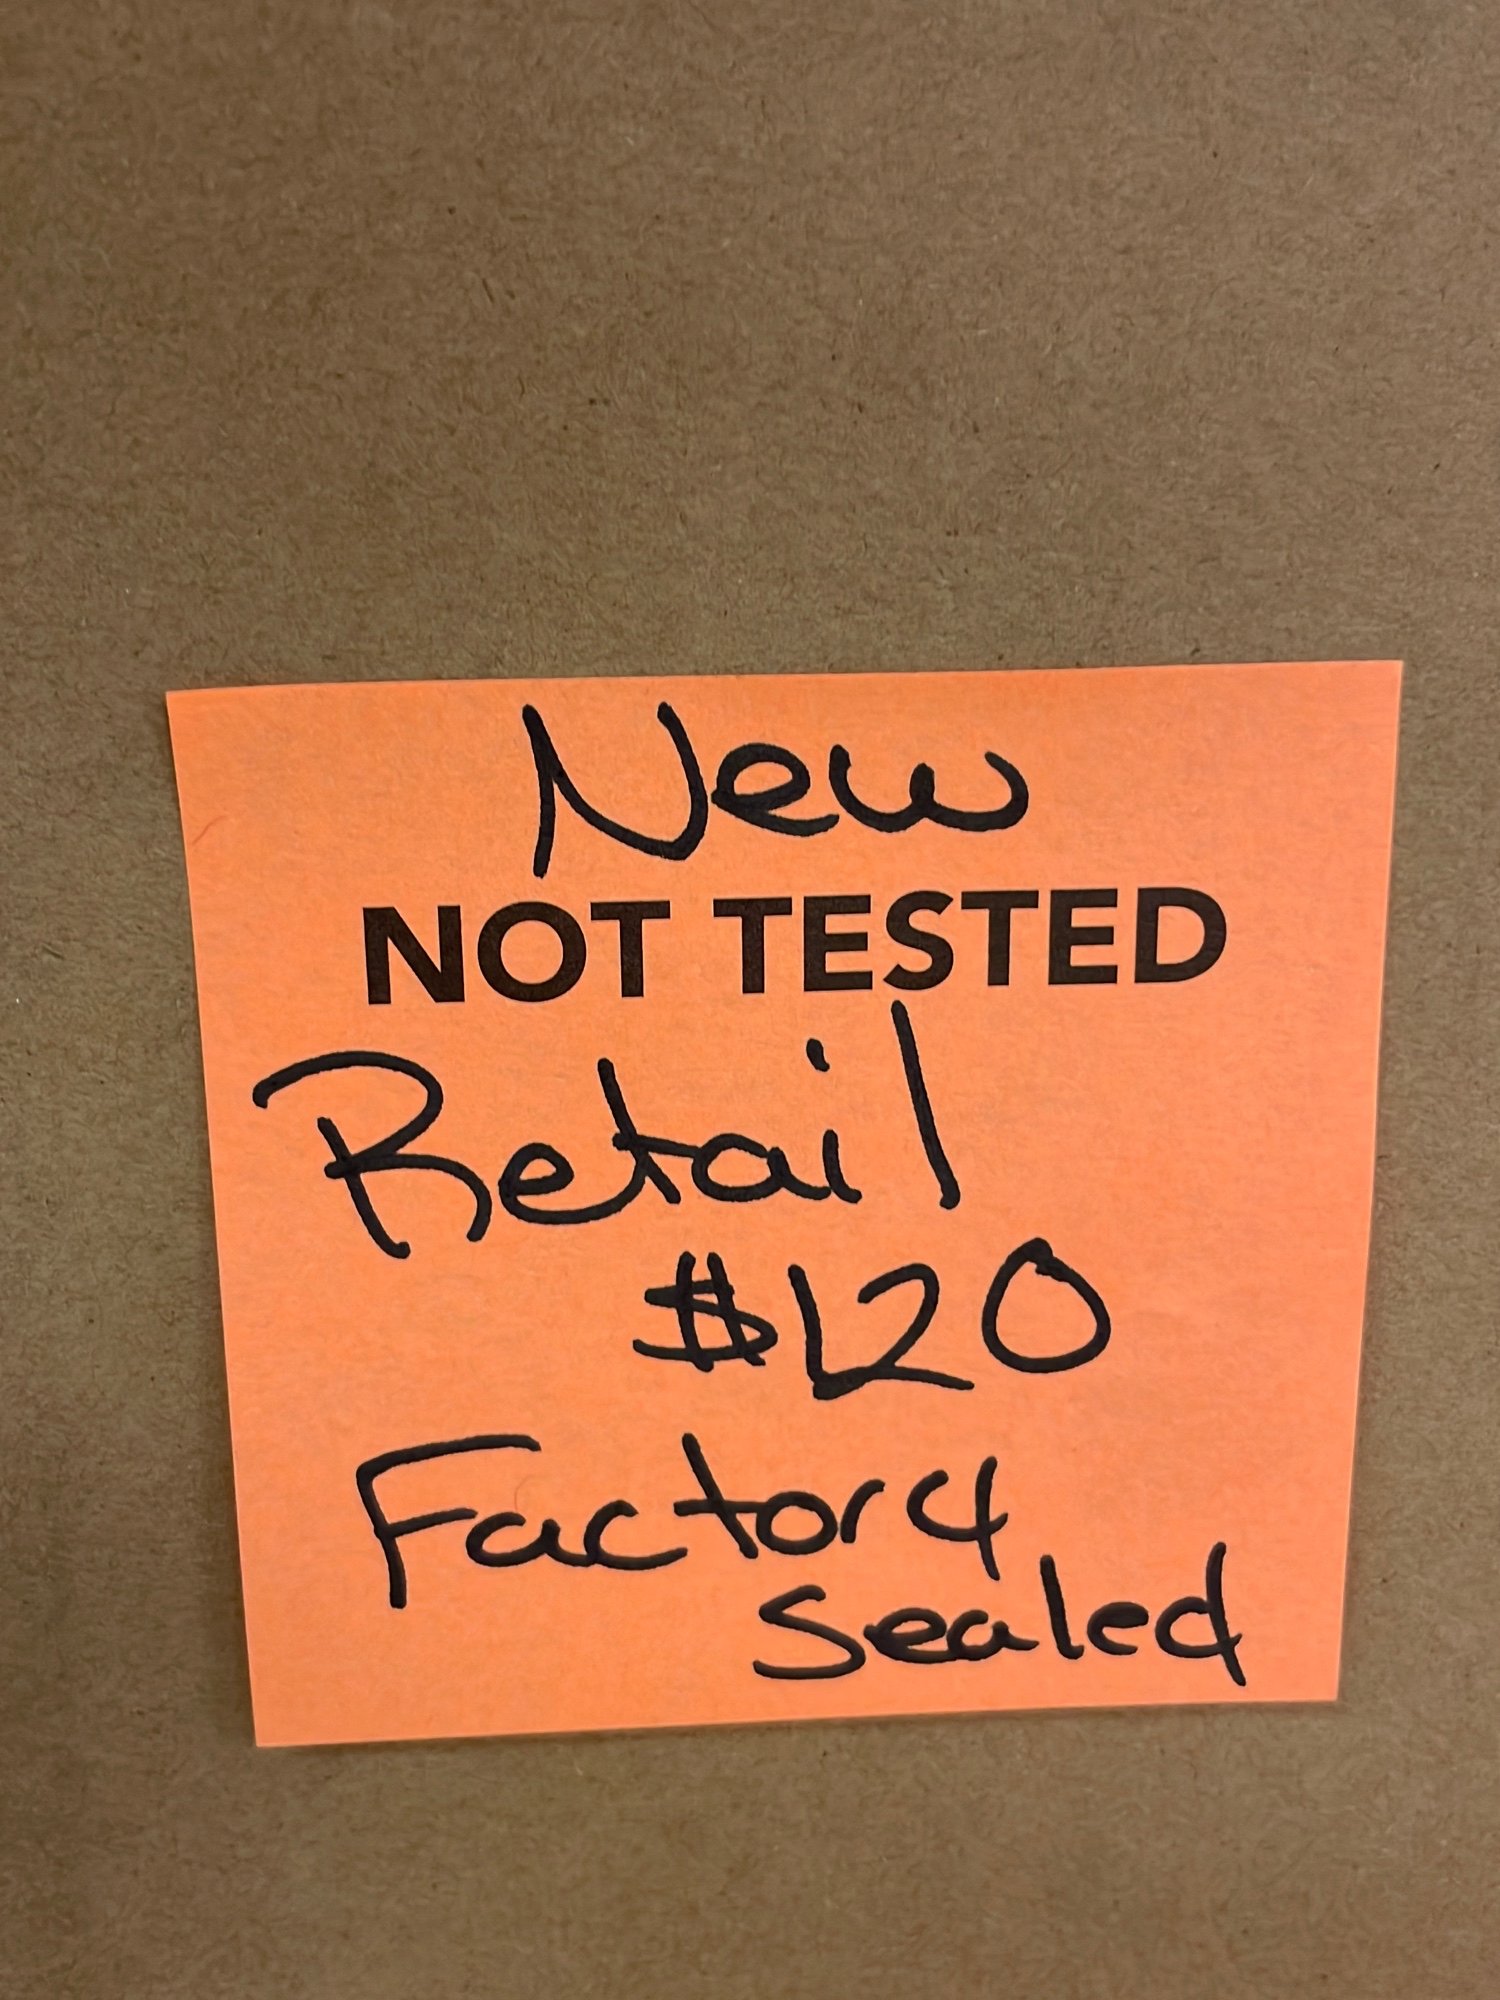 New
NOT TESTED
Retail
$120
Factory
Sealed